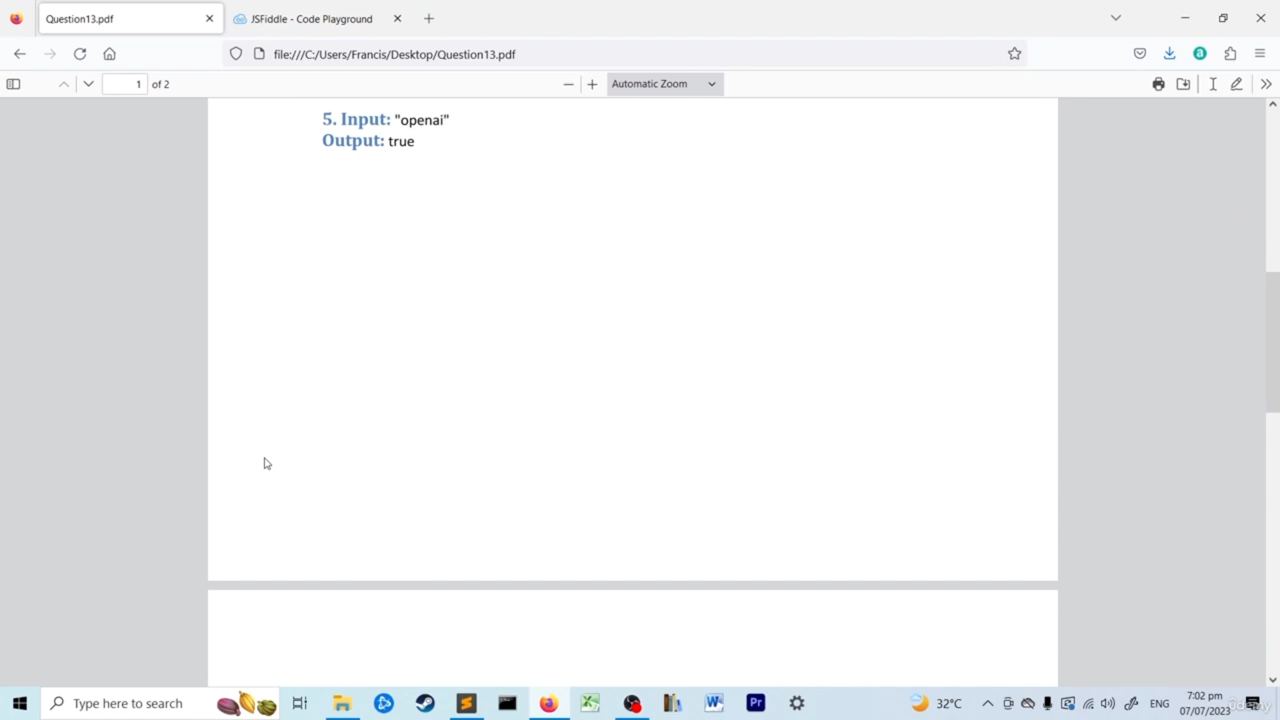 Question13.pdf
JSFiddle - Code Playground
file:///C:/Users/Francis/Desktop/Question13.pdf
1 of 2
Automatic Zoom
5. Input: "openai"
Output: true
Type here to search
32°C
ENG
7:02 pm
07/07/2023
Udemy